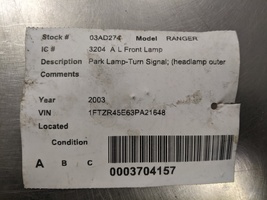 Stock # 03AD274 Model RANGER
IC # 3204 A L Front Lamp
Description Park Lamp-Turn Signal; (headlamp outer
Comments
Year 2003
VIN 1FTZR45E63PA21648
Located
Condition
A B C
0003704157